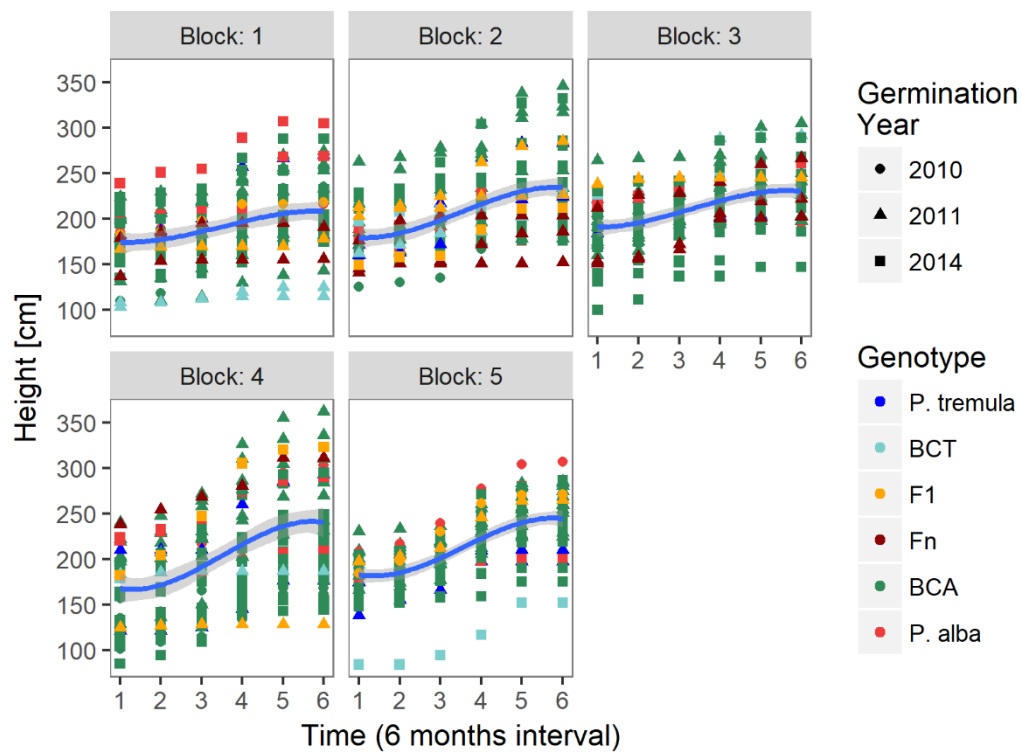 Block: 1
Block: 2
Block: 3
350
300
250
200
150
100
1 2 3 4 5 6
Block: 4
Block: 5
350
300
250
200
150
100
1 2 3 4 5 6
1 2 3 4 5 6
Height [cm]
Time (6 months interval)
Germination
Year
2010
2011
2014
Genotype
P. tremula
BCT
F1
Fn
BCA
P. alba